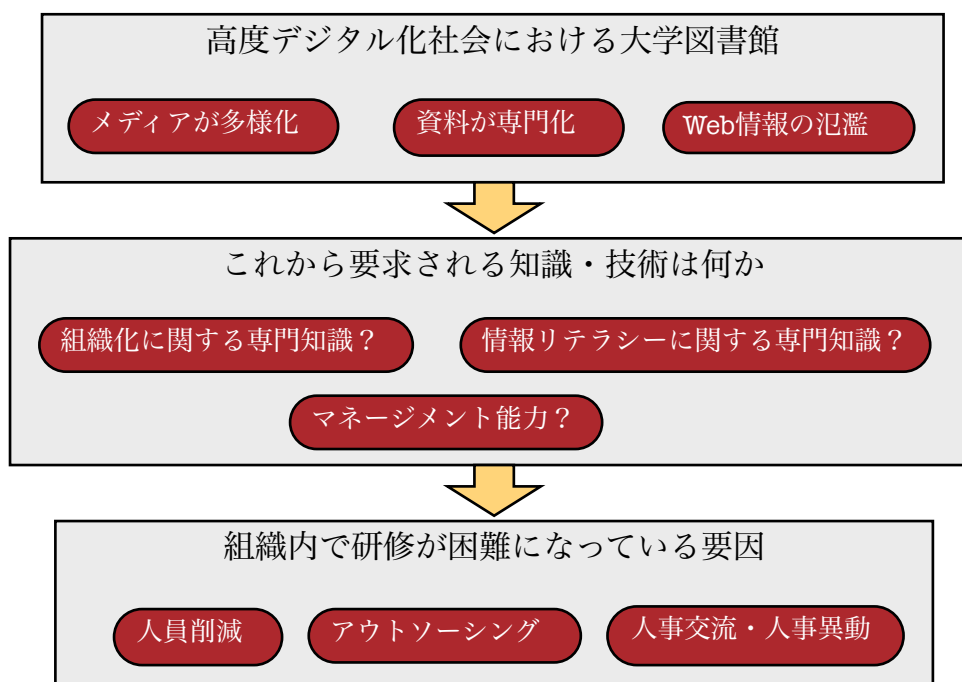 高度デジタル化社会における大学図書館
メディアが多様化
資料が専門化
Web情報の氾濫
これから要求される知識・技術は何か
組織化に関する専門知識？
情報リテラシーに関する専門知識？
マネージメント能力？
組織内で研修が困難になっている要因
人員削減
アウトソーシング
人事交流・人事異動